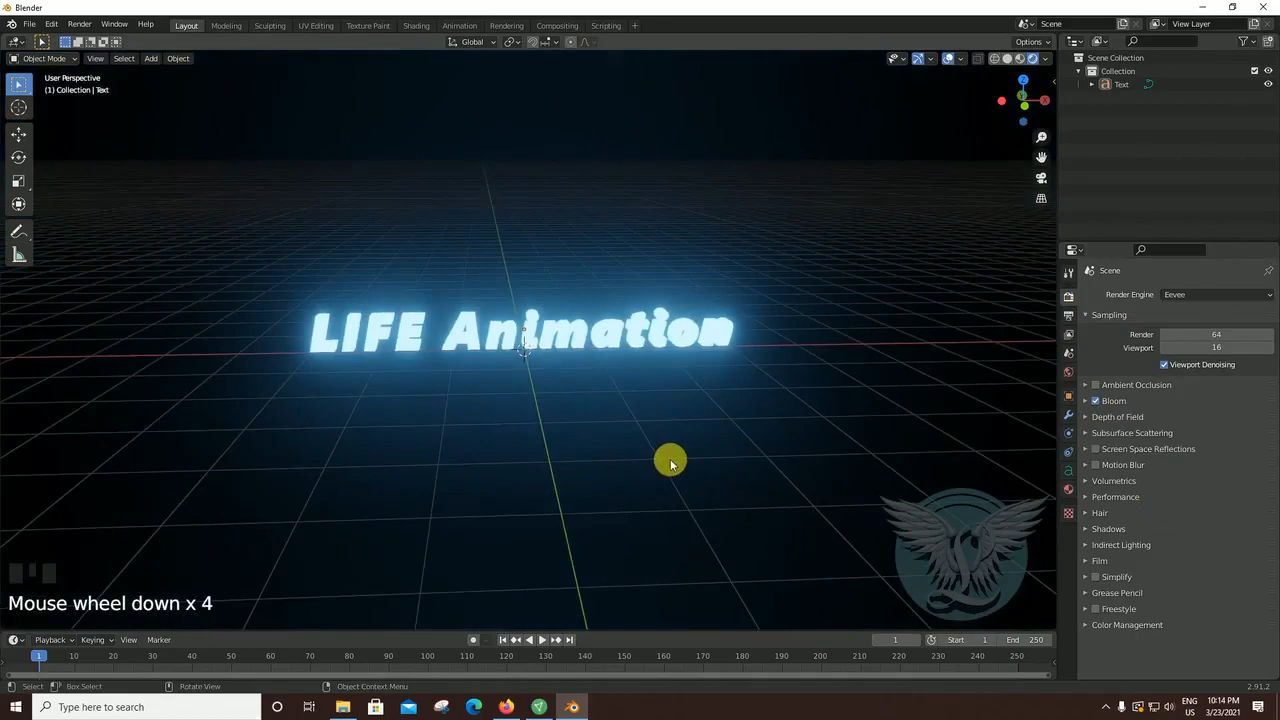 Blender
File Edit Render Window Help
Layout Modeling Sculpting UV Editing Texture Paint Shading Animation Rendering Compositing Scripting +
Scene
View Layer
Global
Options
Object Mode View Select Add Object
User Perspective
(1) Collection | Text
Z
X
Y
Scene Collection
Collection
Text
LIFE Animation
Scene
Render Engine Eevee
Sampling
Render 64
Viewport 16
Viewport Denoising
Ambient Occlusion
Bloom
Depth of Field
Subsurface Scattering
Screen Space Reflections
Motion Blur
Volumetrics
Performance
Hair
Shadows
Indirect Lighting
Film
Simplify
Grease Pencil
Freestyle
Color Management
Mouse wheel down x 4
Playback Keying View Marker
1 Start 1 End 250
1 10 20 30 40 50 60 70 80 90 100 110 120 130 140 150 160 170 180 190 200 210 220 230 240 250
Select Box Select Rotate View Object Context Menu
2.91.2
Type here to search
ENG
US
10:14 PM
3/23/2021